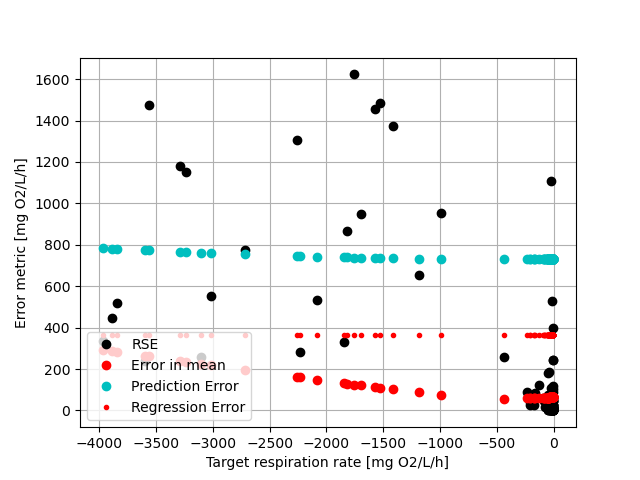 Error metric [mg O2/L/h]
1600
1400
1200
1000
800
600
400
200
0
RSE
Error in mean
Prediction Error
Regression Error
−4000 −3500 −3000 −2500 −2000 −1500 −1000 −500 0
Target respiration rate [mg O2/L/h]